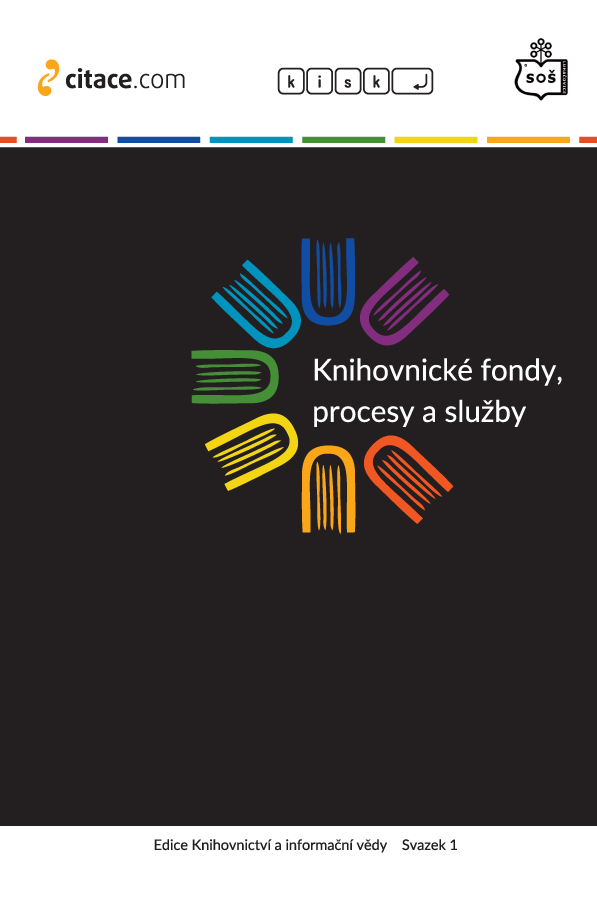 citace.com
kisk
SOŠ
Knihovnické fondy,
procesy a služby
Edice Knihovnictví a informační vědy Svazek 1